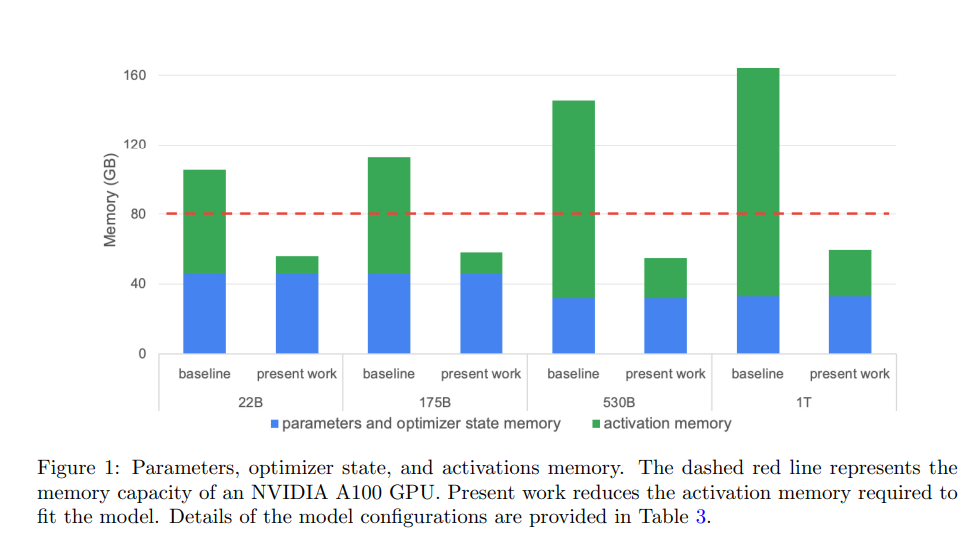 160
120
80
40
0
Memory (GB)
baseline present work baseline present work baseline present work baseline present work
22B 175B 530B 1T
parameters and optimizer state memory activation memory
Figure 1: Parameters, optimizer state, and activations memory. The dashed red line represents the
memory capacity of an NVIDIA A100 GPU. Present work reduces the activation memory required to
fit the model. Details of the model configurations are provided in Table 3.